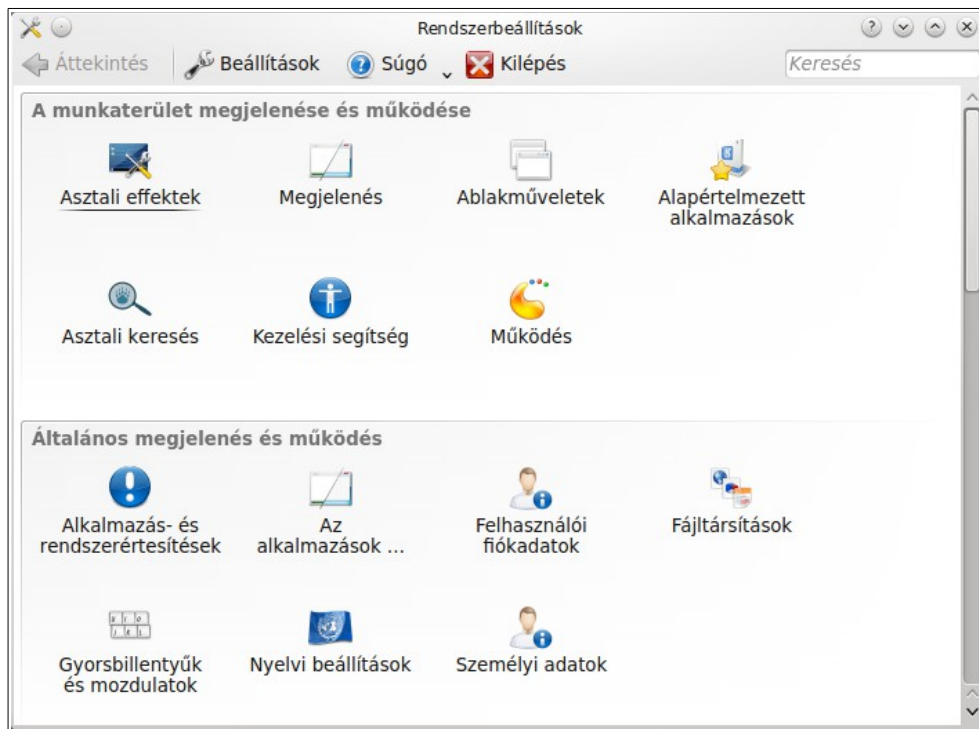 Rendszerbeállítások
Áttekintés Beállítások Súgó Kilépés Keresés
A munkaterület megjelenése és működése
Asztali effektek Megjelenés Ablakműveletek Alapértelmezett
alkalmazások
Asztali keresés Kezelési segítség Működés
Általános megjelenés és működés
Alkalmazás- és Az Felhasználói Fájltársítások
rendszerértesítések alkalmazások ... fiókadatok
Gyorsbillentyűk Nyelvi beállítások Személyi adatok
és mozdulatok